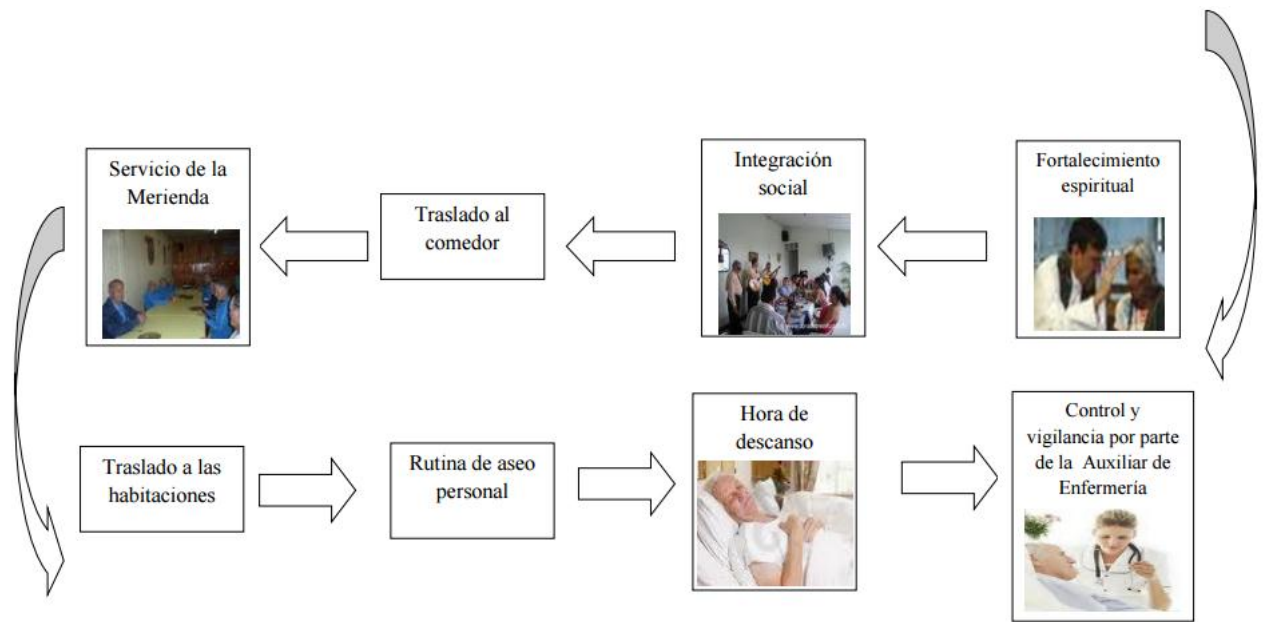 Servicio de la
Merienda
Traslado al
comedor
Integración
social
Fortalecimiento
espiritual
Traslado a las
habitaciones
Rutina de aseo
personal
Hora de
descanso
Control y
vigilancia por parte
de la Auxiliar de
Enfermería